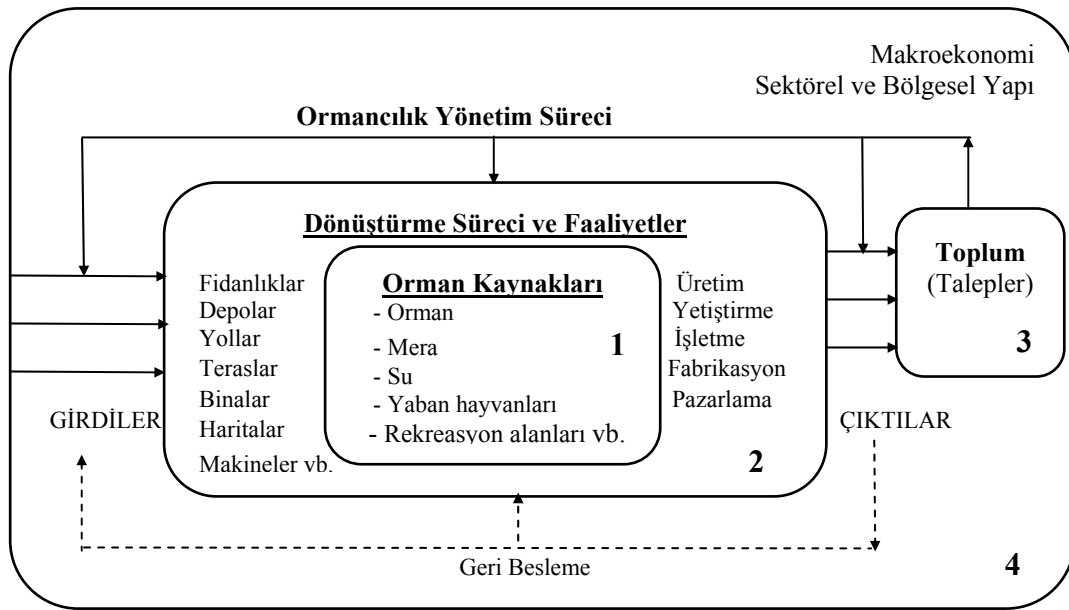 Makroekonomi
Sektörel ve Bölgesel Yapı
Ormancılık Yönetim Süreci
Dönüştürme Süreci ve Faaliyetler
Fidanlıklar
Depolar
Yollar
Teraslar
Binalar
Haritalar
Makineler vb.
Orman Kaynakları
- Orman
- Mera
- Su
- Yaban hayvanları
- Rekreasyon alanları vb.
1
Üretim
Yetiştirme
İşletme
Fabrikasyon
Pazarlama
2
Toplum
(Talepler)
3
GİRDİLER
ÇIKTILAR
Geri Besleme
4